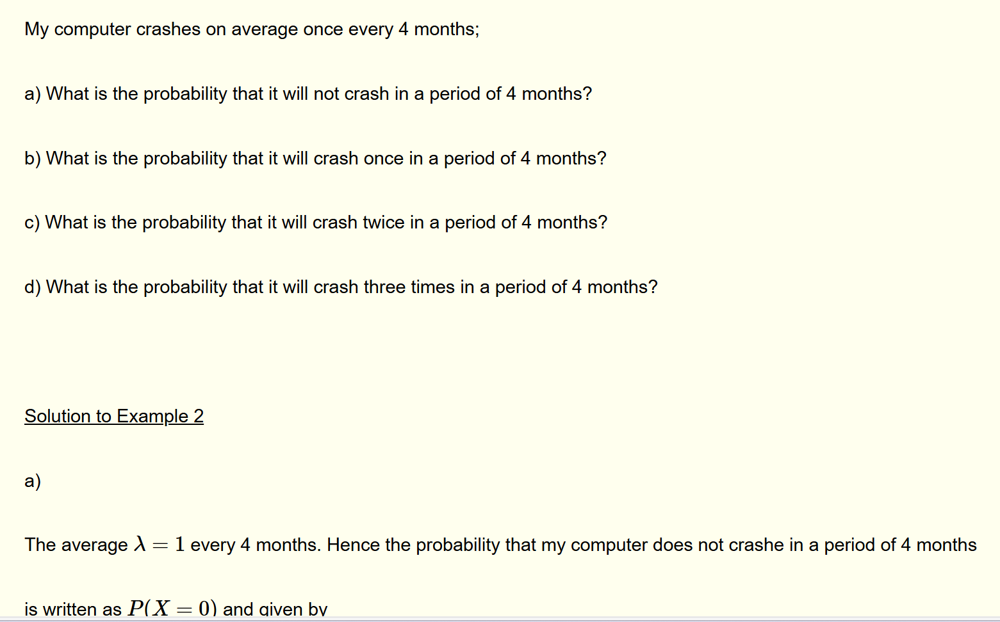 My computer crashes on average once every 4 months;
a) What is the probability that it will not crash in a period of 4 months?
b) What is the probability that it will crash once in a period of 4 months?
c) What is the probability that it will crash twice in a period of 4 months?
d) What is the probability that it will crash three times in a period of 4 months?
Solution to Example 2
a)
The average λ = 1 every 4 months. Hence the probability that my computer does not crashe in a period of 4 months
is written as P(X = 0) and given by